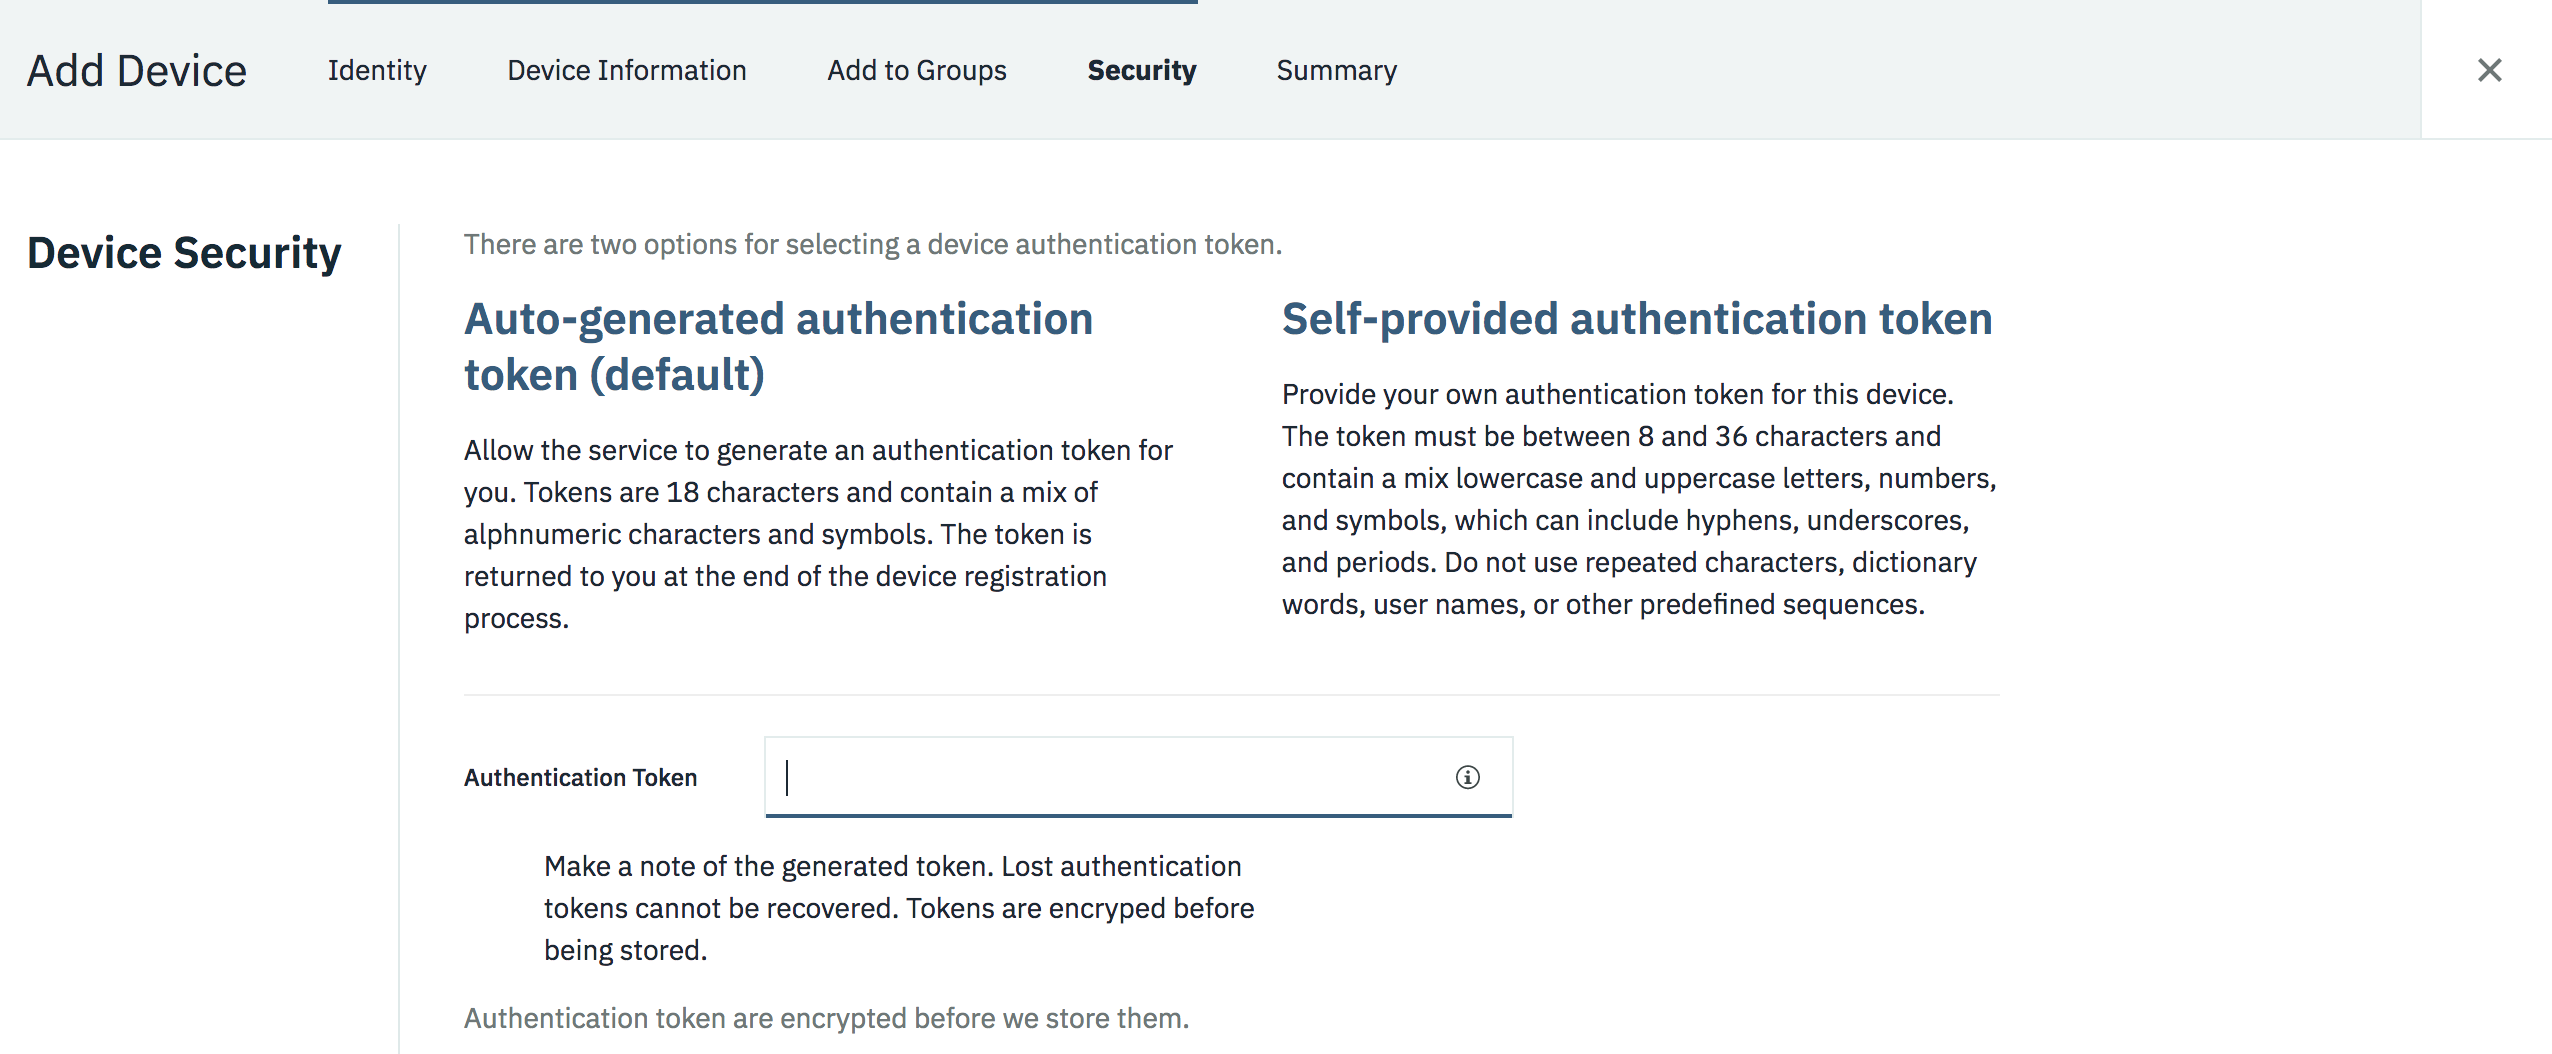 Add Device
Identity
Device Information
Add to Groups
Security
Summary
Device Security
There are two options for selecting a device authentication token.
Auto-generated authentication
token (default)
Allow the service to generate an authentication token for
you. Tokens are 18 characters and contain a mix of
alphnumeric characters and symbols. The token is
returned to you at the end of the device registration
process.
Self-provided authentication token
Provide your own authentication token for this device.
The token must be between 8 and 36 characters and
contain a mix lowercase and uppercase letters, numbers,
and symbols, which can include hyphens, underscores,
and periods. Do not use repeated characters, dictionary
words, user names, or other predefined sequences.
Authentication Token
Make a note of the generated token. Lost authentication
tokens cannot be recovered. Tokens are encryped before
being stored.
Authentication token are encrypted before we store them.